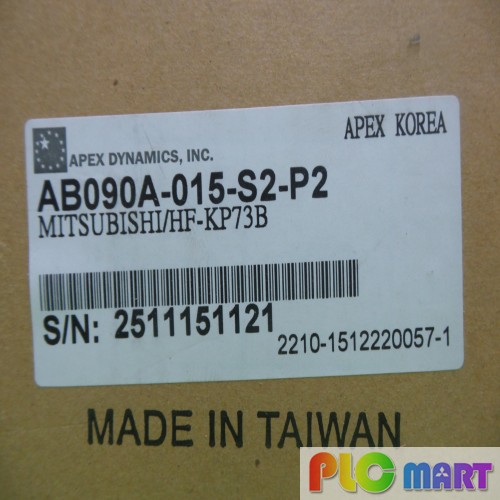 APEX KOREA
APEX DYNAMICS, INC.
AB090A-015-S2-P2
MITSUBISHI/HF-KP73B
S/N: 2511151121
2210-1512220057-1
MADE IN TAIWAN
PLC MART